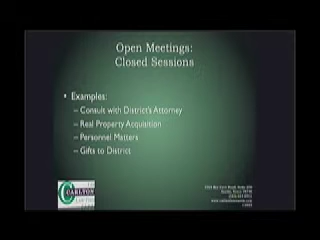 Open Meetings:
Closed Sessions
• Examples:
– Consult with District's Attorney
– Real Property Acquisition
– Personnel Matters
– Gifts to District
CARLTON